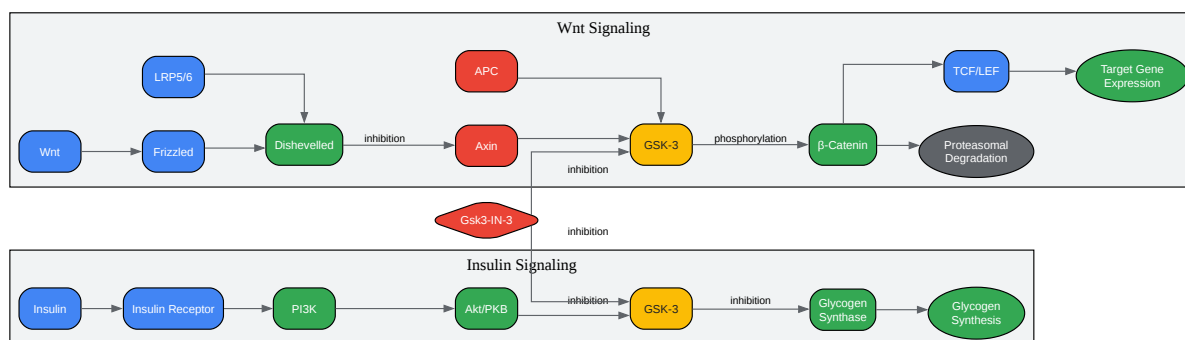 Wnt Signaling
LRP5/6
APC
TCF/LEF
Target Gene
Expression
Wnt
Frizzled
Dishevelled
inhibition
Axin
GSK-3
phosphorylation
β-Catenin
Proteasomal
Degradation
inhibition
Gsk3-IN-3
inhibition
Insulin Signaling
Insulin
Insulin Receptor
PI3K
Akt/PKB
inhibition
GSK-3
inhibition
Glycogen
Synthase
Glycogen
Synthesis